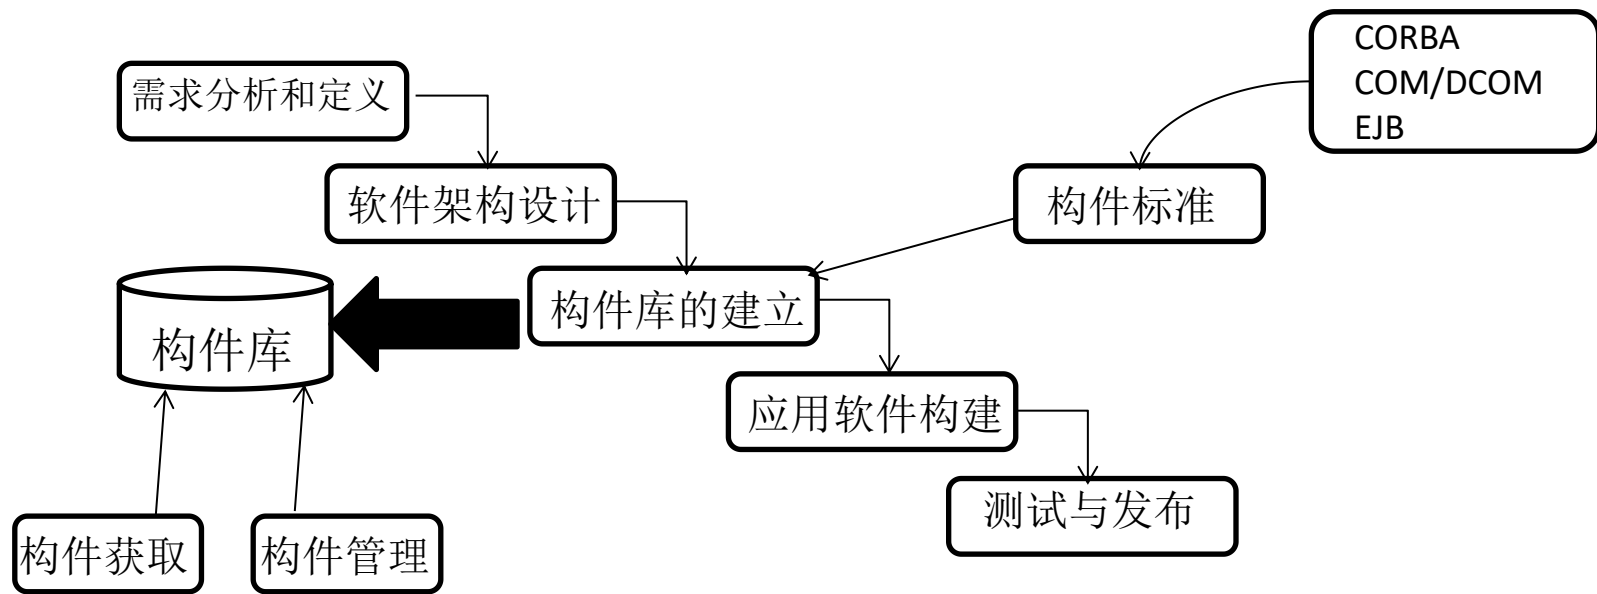 CORBA
COM/DCOM
EJB
需求分析和定义
软件架构设计
构件标准
构件库的建立
构件库
应用软件构建
测试与发布
构件获取
构件管理